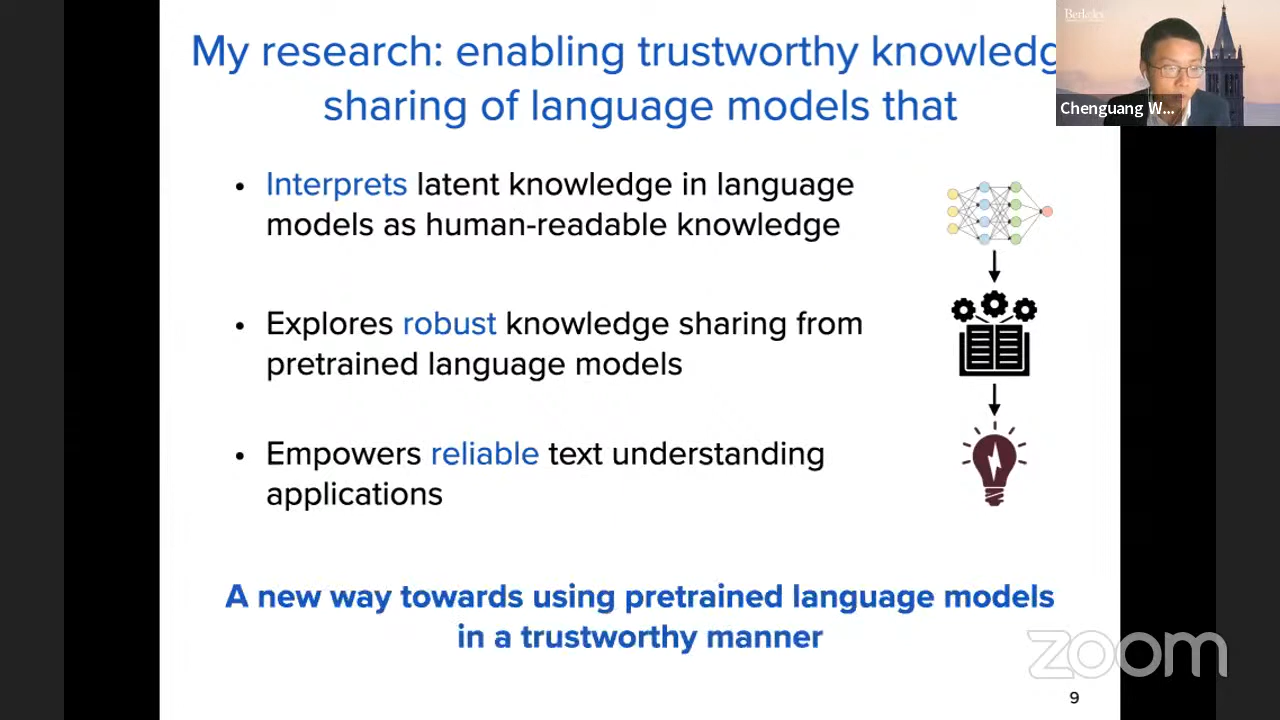 My research: enabling trustworthy knowledg
sharing of language models that
Berkeley
Chenguang W...
• Interprets latent knowledge in language
models as human-readable knowledge
• Explores robust knowledge sharing from
pretrained language models
• Empowers reliable text understanding
applications
A new way towards using pretrained language models
in a trustworthy manner
zoom
9